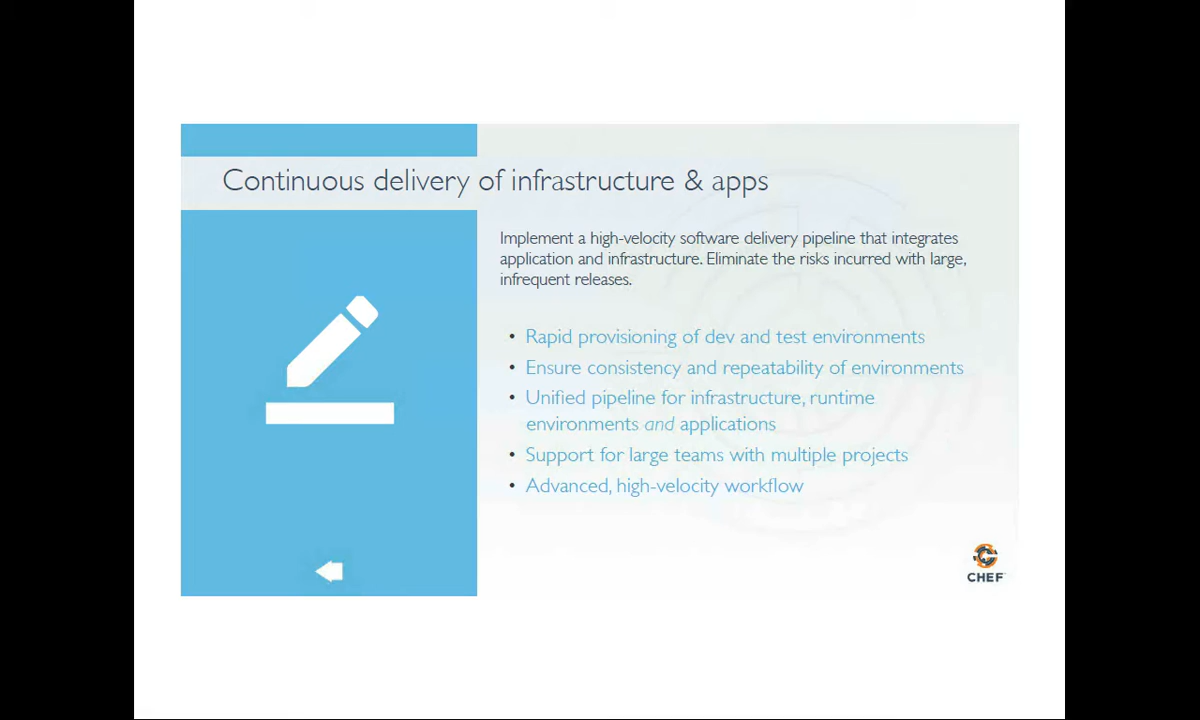 Continuous delivery of infrastructure & apps
Implement a high-velocity software delivery pipeline that integrates
application and infrastructure. Eliminate the risks incurred with large,
infrequent releases.
• Rapid provisioning of dev and test environments
• Ensure consistency and repeatability of environments
• Unified pipeline for infrastructure, runtime
environments and applications
• Support for large teams with multiple projects
• Advanced, high-velocity workflow
CHEF